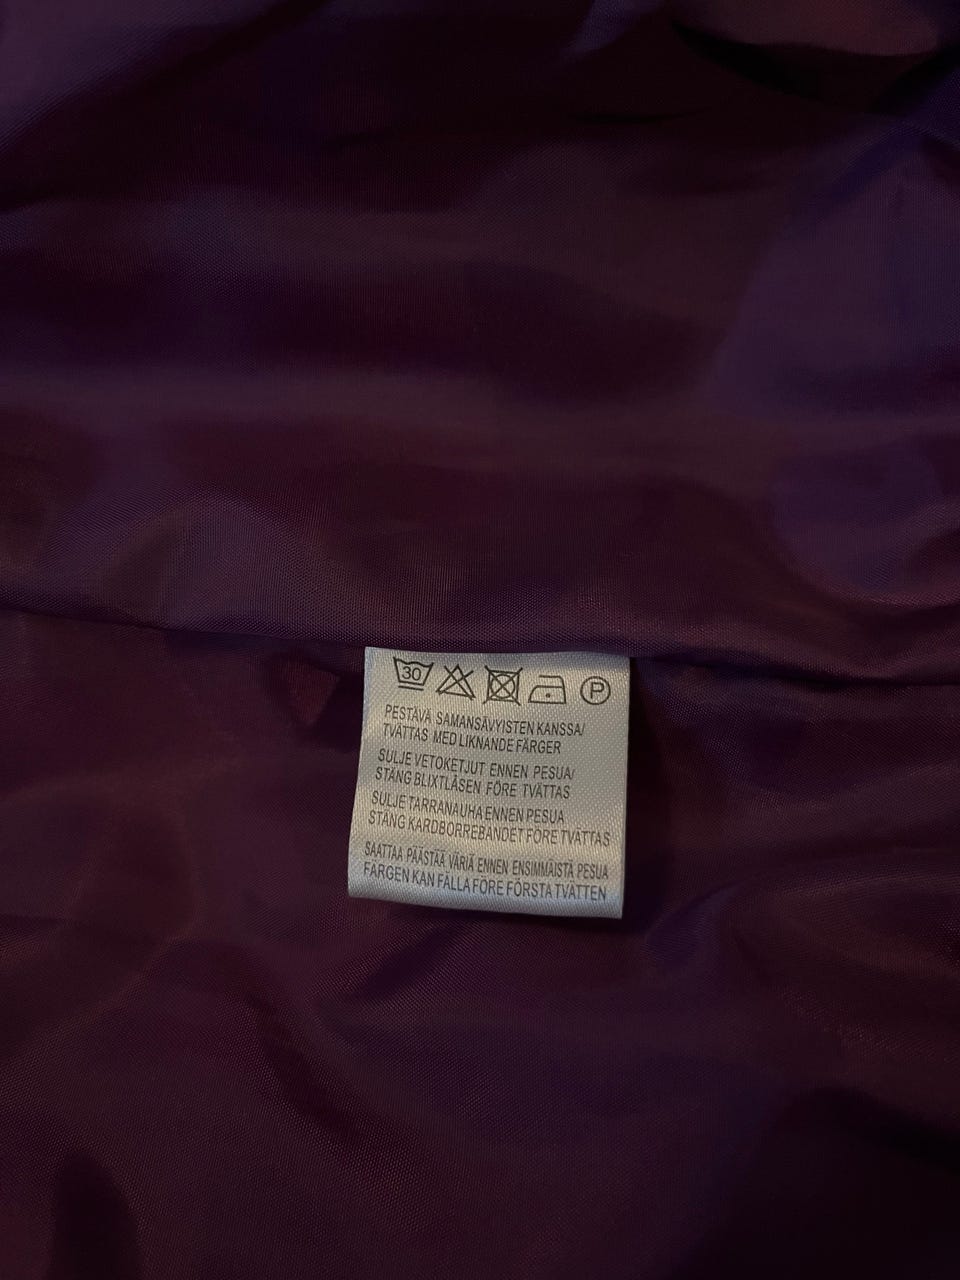 30 P
PESTÄVÄ SAMANSÄVYISTEN KANSSA/
TVÄTTAS MED LIKNANDE FÄRGER
SULJE VETOKETJUT ENNEN PESUA/
STÄNG BLIXTLÅSEN FÖRE TVÄTTAS
SULJE TARRANAUHA ENNEN PESUA
STÄNG KARDBORREBANDET FÖRE TVÄTTAS
SAATTAA PÄÄSTÄÄ VÄRIÄ ENNEN ENSIMMÄISTÄ PESUA
FÄRGEN KAN FÄLLA FÖRE FÖRSTA TVÄTTEN